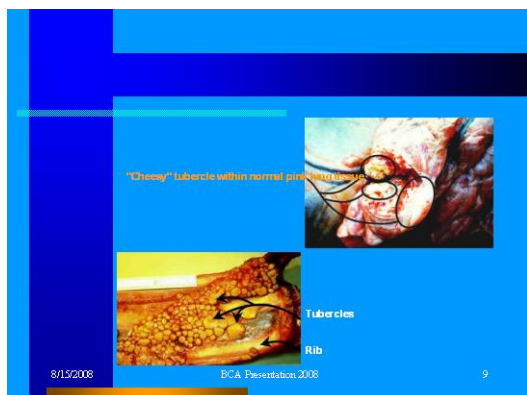 "Cheesy" tubercle within normal pink lung tissue
Tubercles
Rib
8/15/2008
BCA Presentation 2008
9